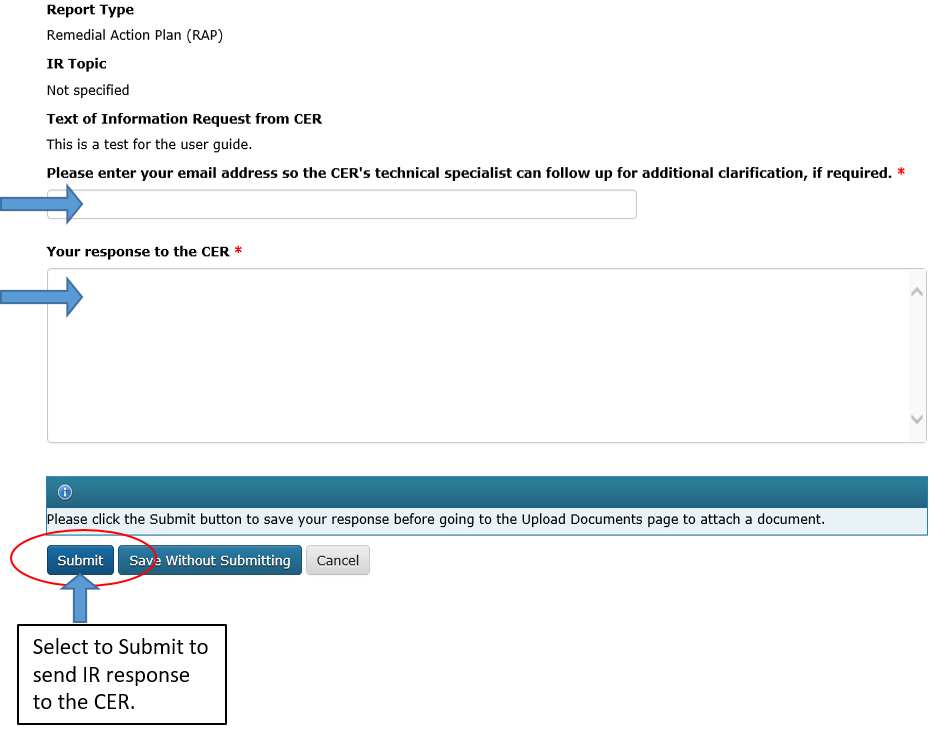 Report Type
Remedial Action Plan (RAP)
IR Topic
Not specified
Text of Information Request from CER
This is a test for the user guide.
Please enter your email address so the CER's technical specialist can follow up for additional clarification, if required. *
Your response to the CER *
Please click the Submit button to save your response before going to the Upload Documents page to attach a document.
Submit Save Without Submitting Cancel
Select to Submit to
send IR response
to the CER.